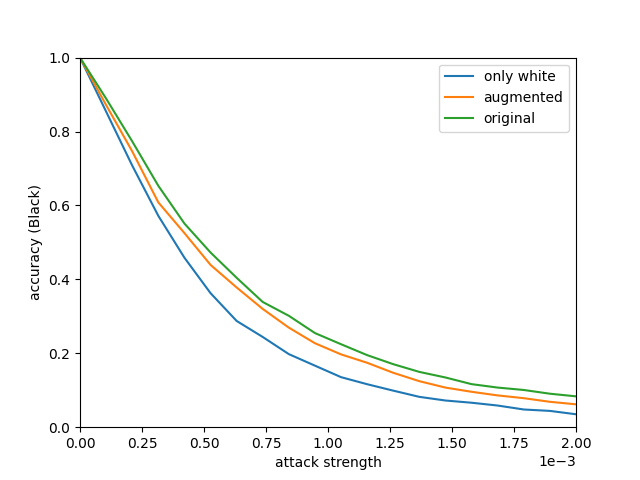 1.0
0.8
0.6
0.4
0.2
0.0
accuracy (Black)
only white
augmented
original
0.00 0.25 0.50 0.75 1.00 1.25 1.50 1.75 2.00
attack strength
1e−3